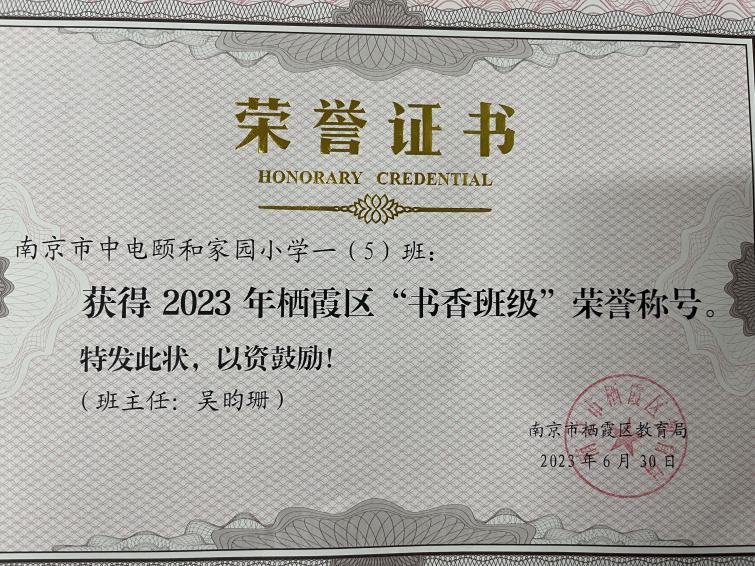 荣誉证书
HONORARY CREDENTIAL
南京市中电颐和家园小学一（5）班：
获得 2023 年栖霞区“书香班级”荣誉称号。
特发此状，以资鼓励！
（班主任：吴昀珊）
南京市栖霞区教育局
2023 年 6 月 30 日